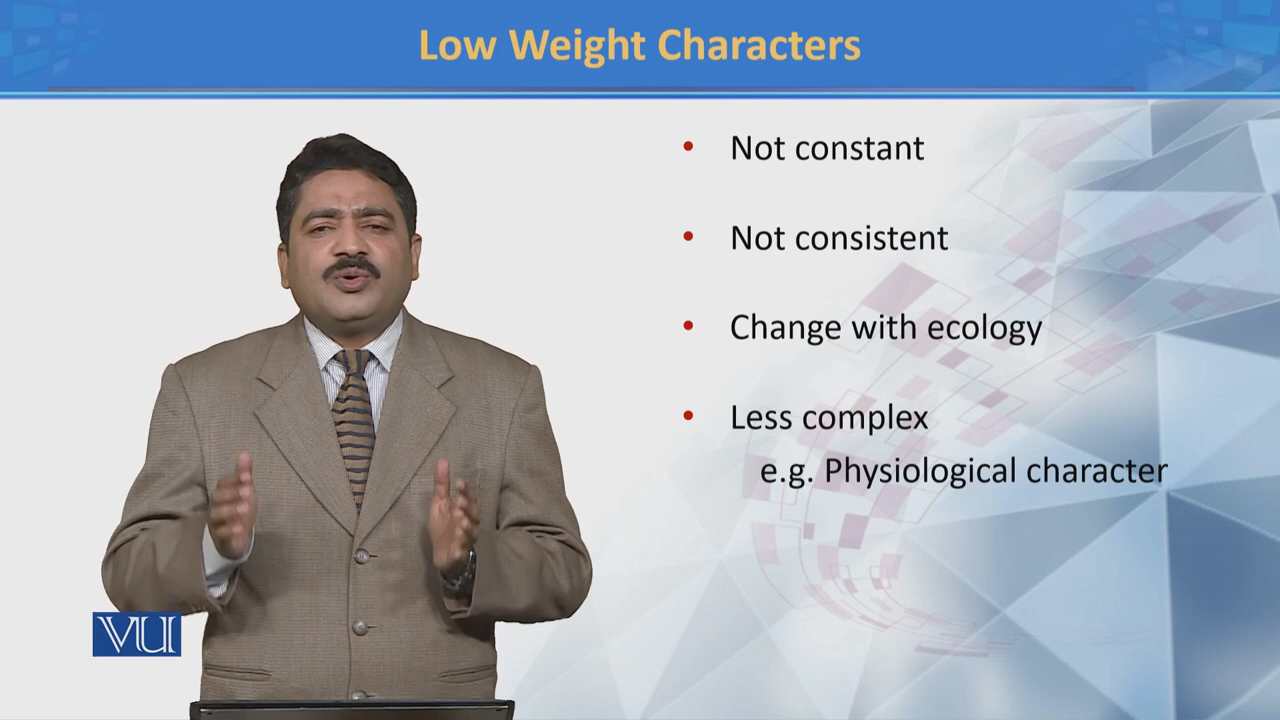 Low Weight Characters
• Not constant
• Not consistent
• Change with ecology
• Less complex
e.g. Physiological character
VU